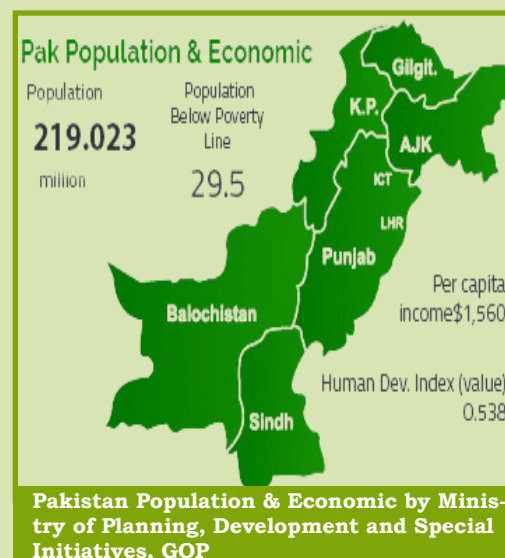 Pak Population & Economic
Population
219.023
million
Population
Below Poverty
Line
29.5
Gilgit.
K.P.
AJK
ICT
LHR
Punjab
Balochistan
Sindh
Per capita
income$1,560
Human Dev. Index (value)
0.538
Pakistan Population & Economic by Minis-
try of Planning, Development and Special
Initiatives, GOP